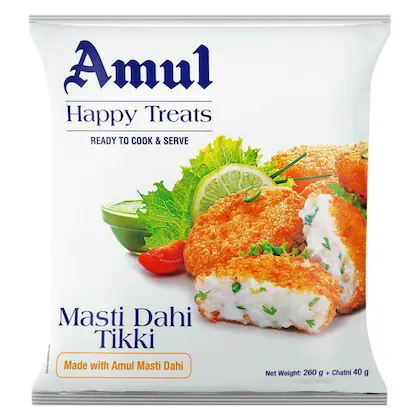 Amul
Happy Treats
READY TO COOK & SERVE
Masti Dahi
Tikki
Made with Amul Masti Dahi
Net Weight: 260 g + Chatni 40 g